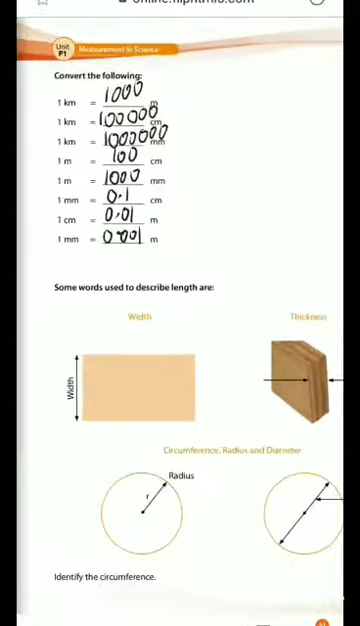 Unit
P1
Measurement in Science
Convert the following:
1 km = 1000 m
1 km = 100000 cm
1 km = 1000000 mm
1 m = 100 cm
1 m = 1000 mm
1 mm = 0.1 cm
1 cm = 0.01 m
1 mm = 0.001 m
Some words used to describe length are:
Width Thickness
Width
Circumference, Radius and Diameter
Radius
r
Identify the circumference.